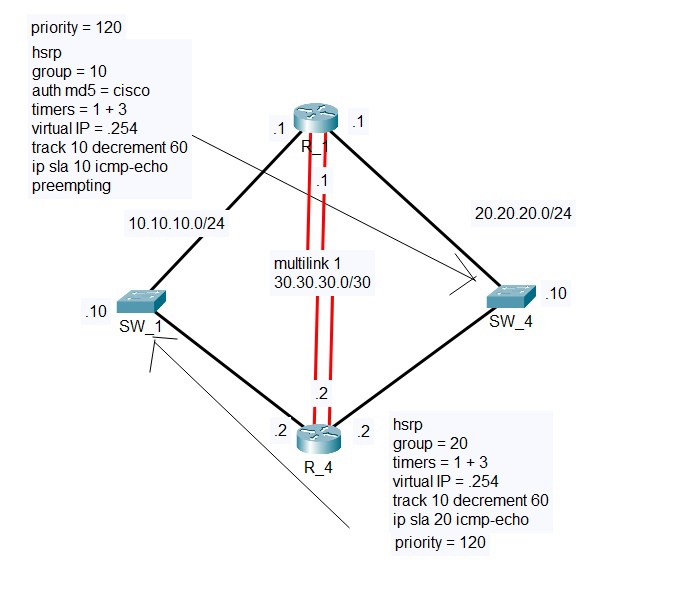 priority = 120
hsrp
group = 10
auth md5 = cisco
timers = 1 + 3
virtual IP = .254
track 10 decrement 60
ip sla 10 icmp-echo
preempting
.1
.1
R_1
.1
10.10.10.0/24
20.20.20.0/24
multilink 1
30.30.30.0/30
.10
SW_1
.10
SW_4
.2
.2
.2
R_4
hsrp
group = 20
timers = 1 + 3
virtual IP = .254
track 10 decrement 60
ip sla 20 icmp-echo
priority = 120